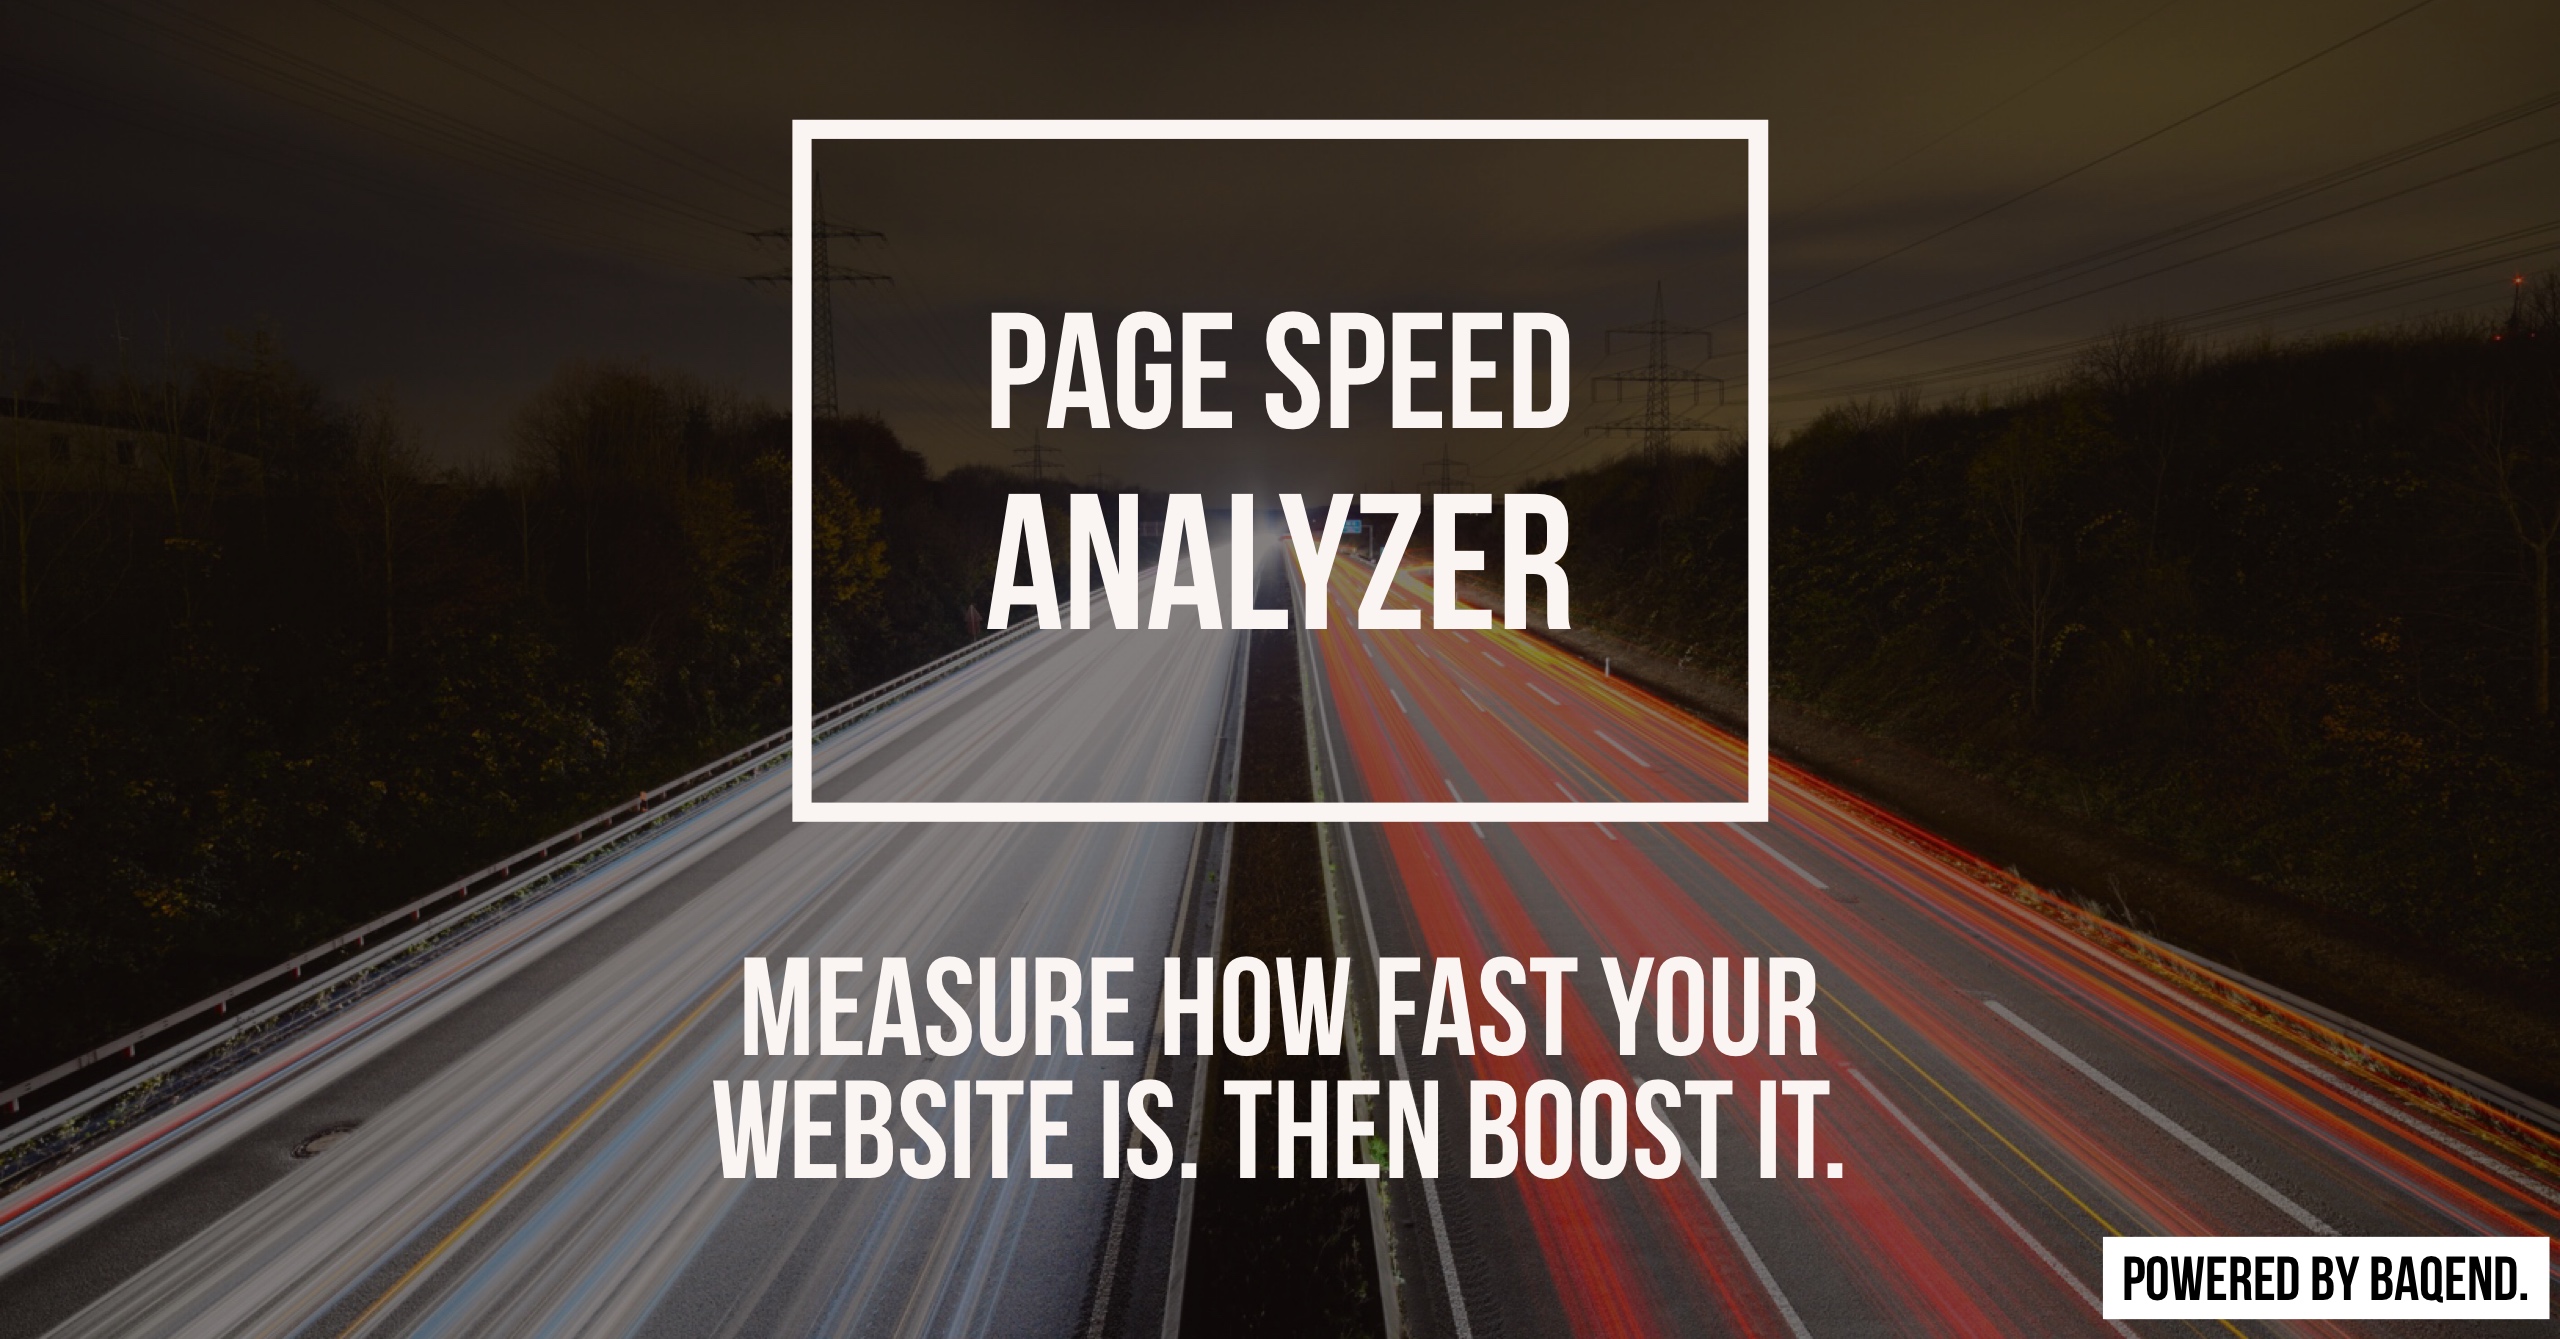 PAGE SPEED
ANALYZER
MEASURE HOW FAST YOUR
WEBSITE IS. THEN BOOST IT.
POWERED BY BAQEND.